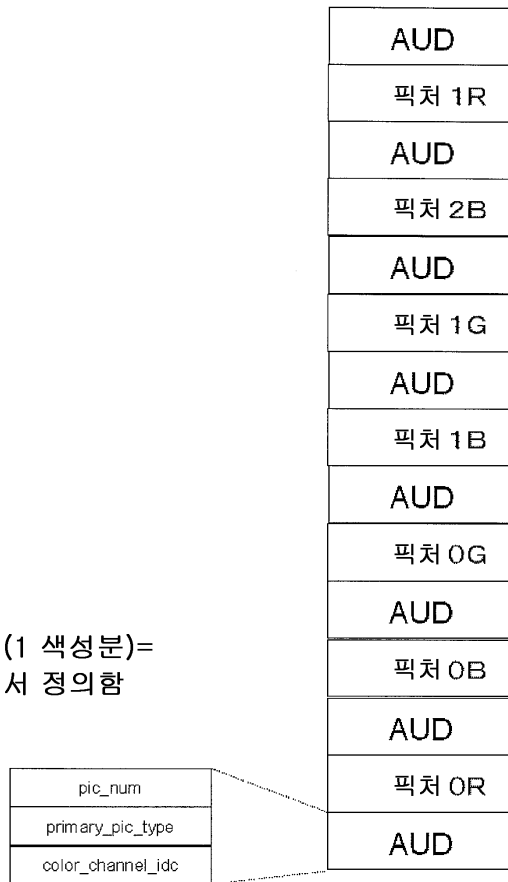 AUD
픽처 1R
AUD
픽처 2B
AUD
픽처 1G
AUD
픽처 1B
AUD
픽처 0G
AUD
픽처 0B
AUD
픽처 0R
AUD
(1 색성분)=
서 정의함
pic_num
primary_pic_type
color_channel_idc